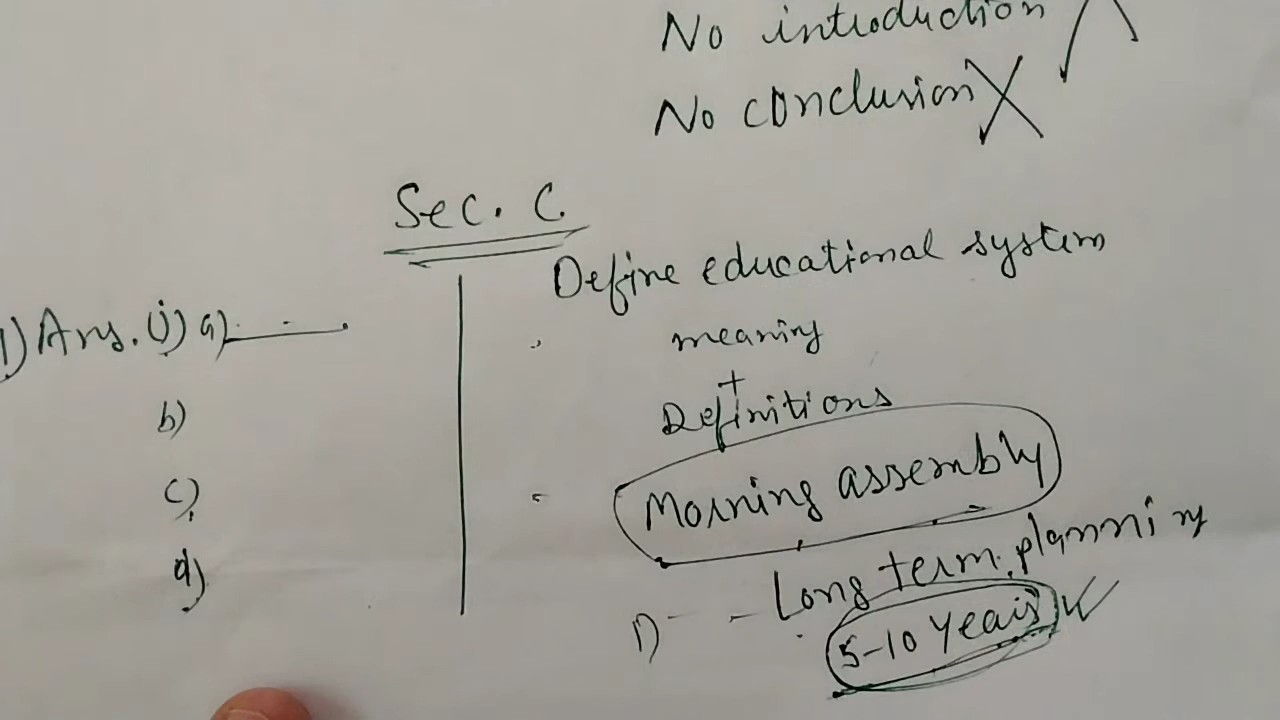 No introduction
No conclusion
Sec. C.
1) Ans. (i) a)
b)
c)
d)
Define educational system
meaning
+
Definitions
Morning assembly
1) Long term planning
5-10 Years